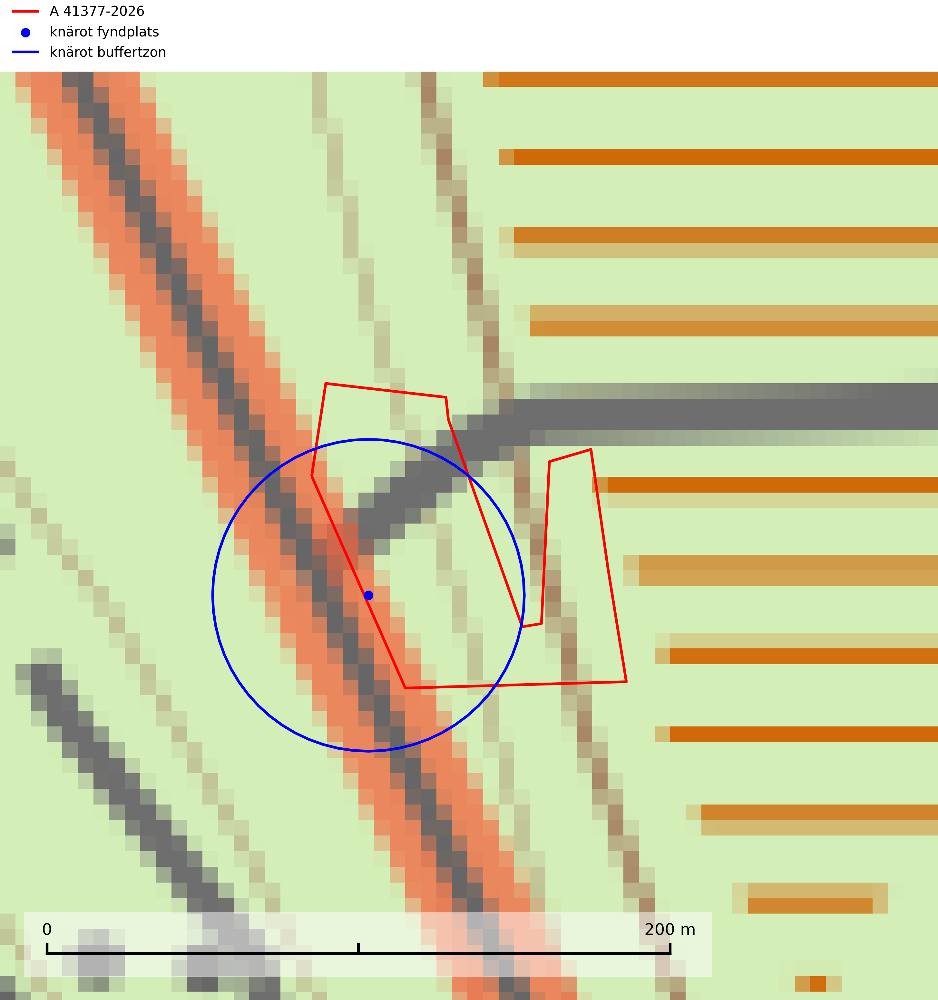 A 41377-2026
knärot fyndplats
knärot buffertzon
0
200 m